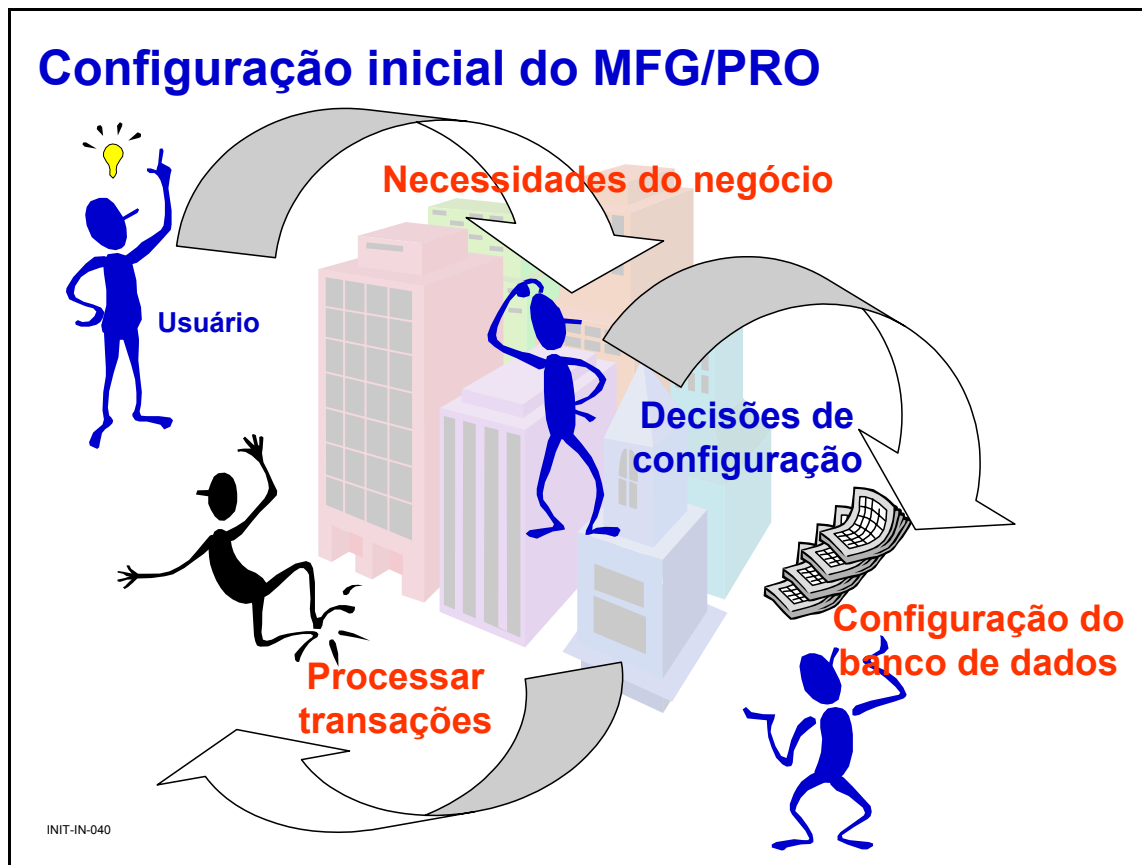 Configuração inicial do MFG/PRO
Necessidades do negócio
Usuário
Decisões de
configuração
Configuração do
banco de dados
Processar
transações
INIT-IN-040